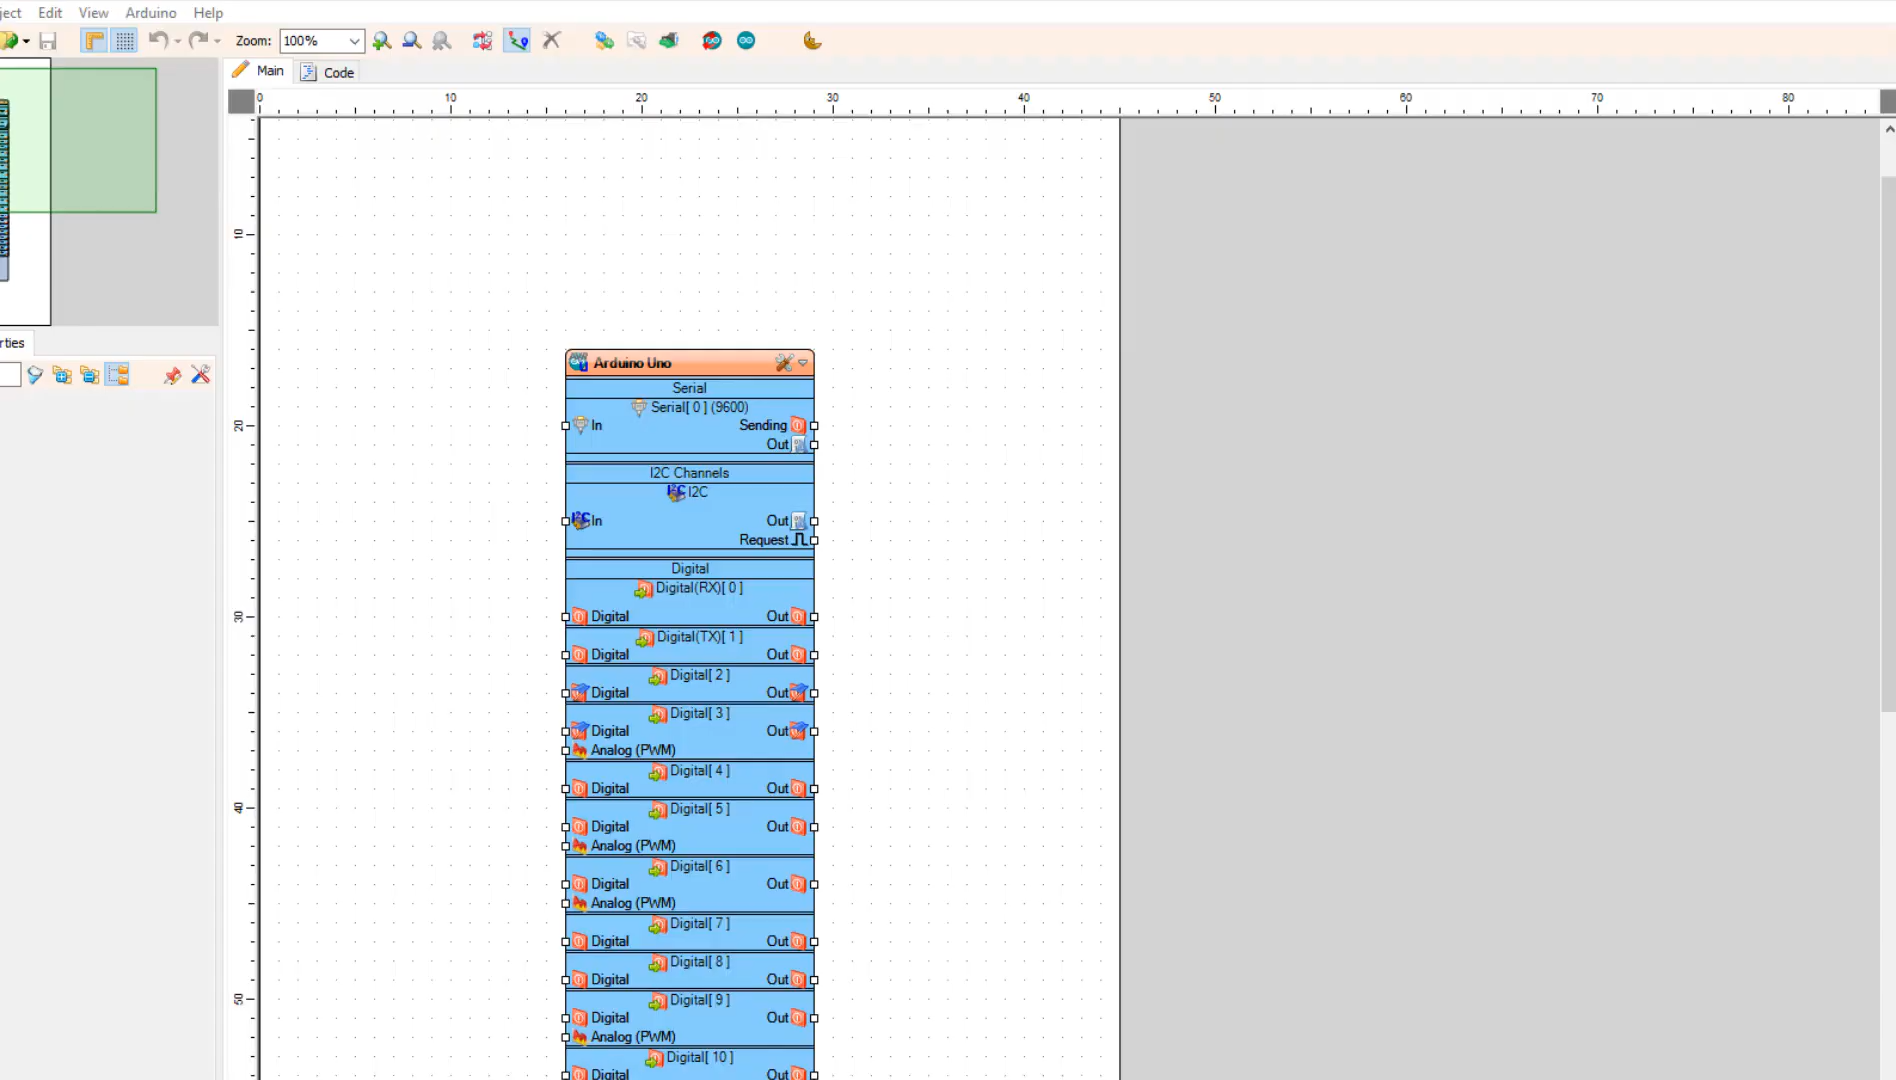 ject Edit View Arduino Help
Zoom: 100%
Main Code
0 10 20 30 40 50 60 70 80
10
rties
Arduino Uno
Serial
Serial[ 0 ] (9600)
20
In Sending
Out
I2C Channels
I2C I2C
I2C In Out
Request
Digital
Digital(RX)[ 0 ]
30
Digital Out
Digital(TX)[ 1 ]
Digital Out
Digital[ 2 ]
Digital Out
Digital[ 3 ]
Digital Out
Analog (PWM)
Digital[ 4 ]
Digital Out
40
Digital[ 5 ]
Digital Out
Analog (PWM)
Digital[ 6 ]
Digital Out
Analog (PWM)
Digital[ 7 ]
Digital Out
Digital[ 8 ]
Digital Out
50
Digital[ 9 ]
Digital Out
Analog (PWM)
Digital[ 10 ]
Digital Out